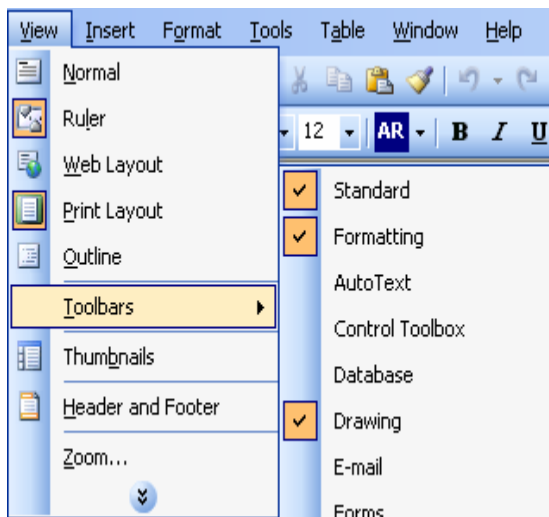 View Insert Format Tools Table Window Help
Normal
Ruler
Web Layout
Print Layout
Outline
Toolbars
Thumbnails
Header and Footer
Zoom...
12 AR B I U
Standard
Formatting
AutoText
Control Toolbox
Database
Drawing
E-mail
Forms